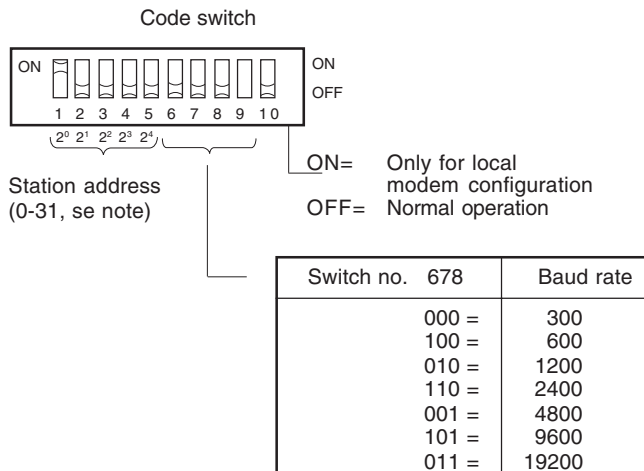 Code switch
ON
ON
OFF
1 2 3 4 5 6 7 8 9 10
2⁰ 2¹ 2² 2³ 2⁴
Station address
(0-31, se note)
ON= Only for local
modem configuration
OFF= Normal operation
Switch no. 678 Baud rate
000 = 300
100 = 600
010 = 1200
110 = 2400
001 = 4800
101 = 9600
011 = 19200